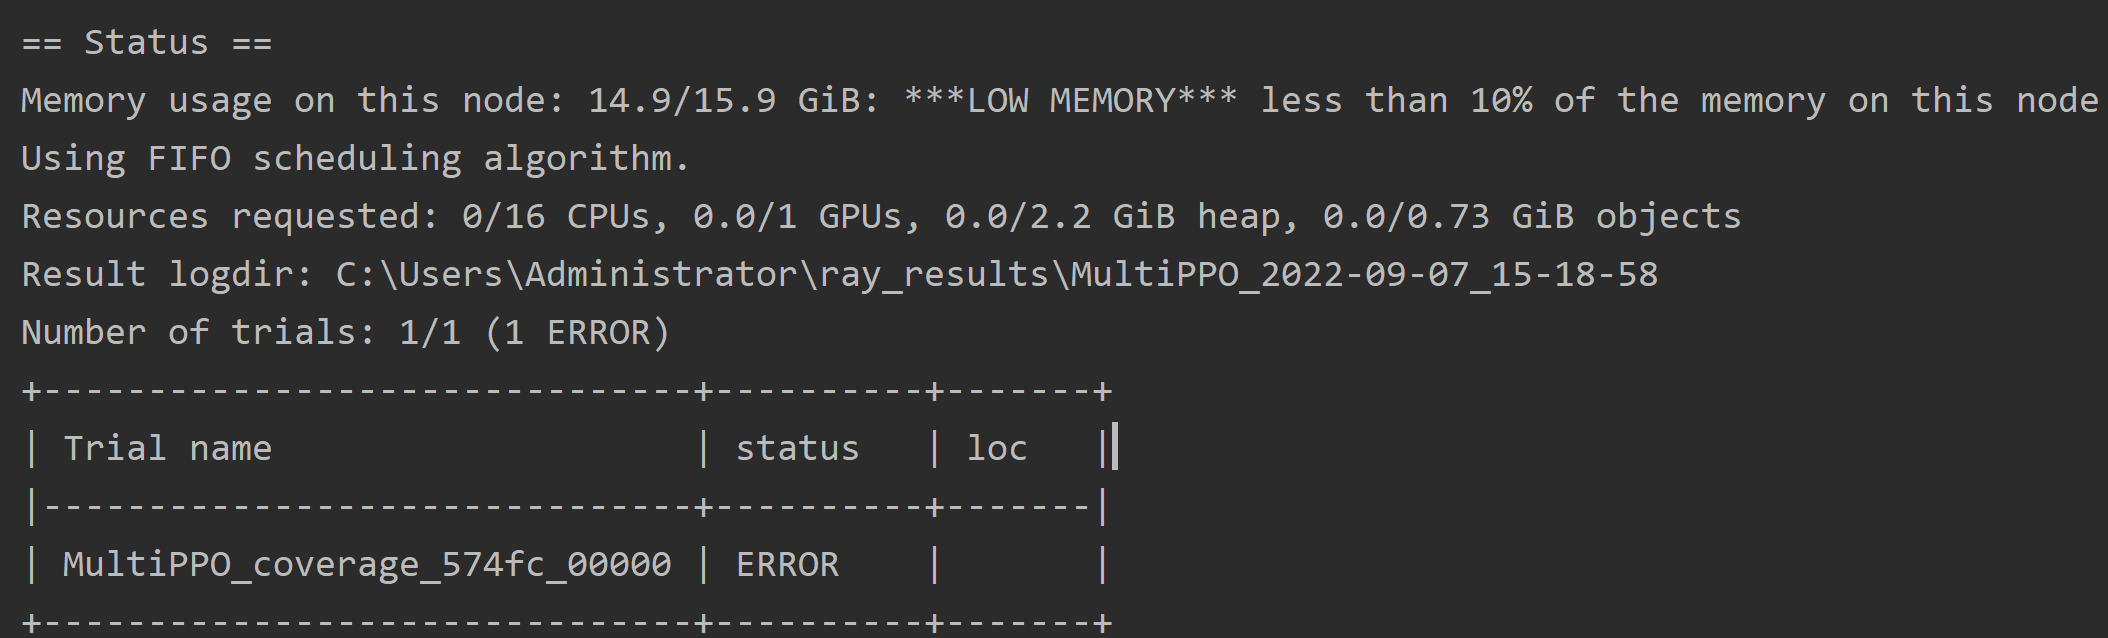 == Status ==
Memory usage on this node: 14.9/15.9 GiB: ***LOW MEMORY*** less than 10% of the memory on this node
Using FIFO scheduling algorithm.
Resources requested: 0/16 CPUs, 0.0/1 GPUs, 0.0/2.2 GiB heap, 0.0/0.73 GiB objects
Result logdir: C:\Users\Administrator\ray_results\MultiPPO_2022-09-07_15-18-58
Number of trials: 1/1 (1 ERROR)
+-------------------------------+----------+-------+
| Trial name                    | status   | loc   |
|-------------------------------+----------+-------|
| MultiPPO_coverage_574fc_00000 | ERROR    |       |
+-------------------------------+----------+-------+